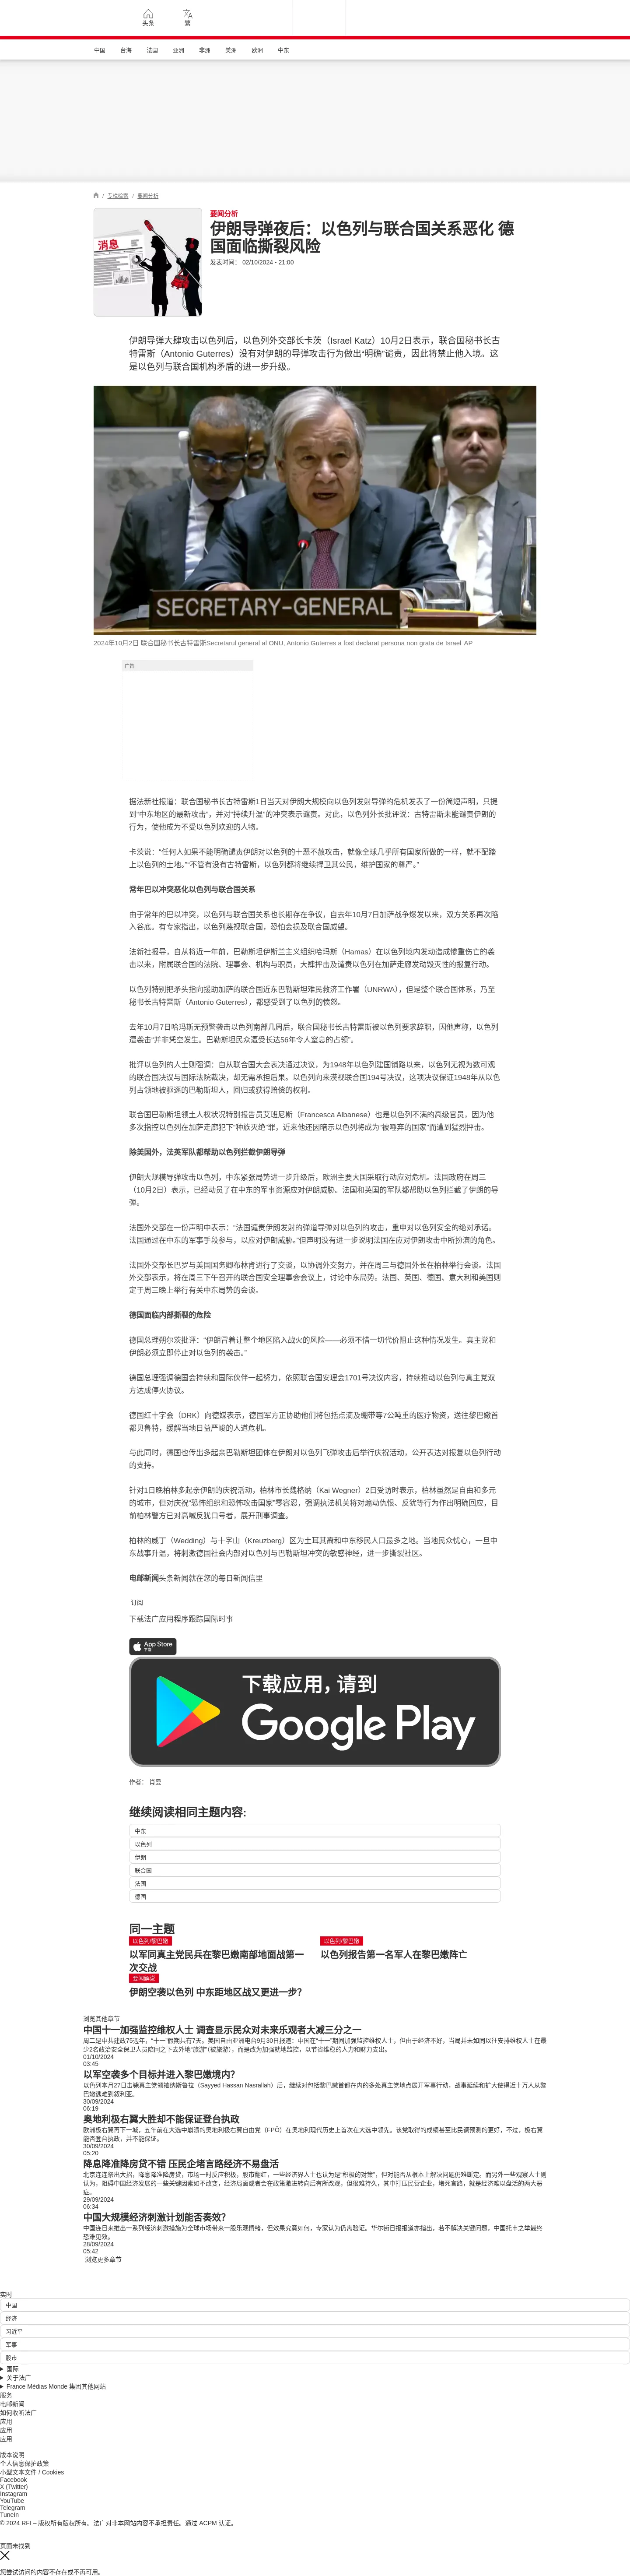 头条
繁
中国
台海
法国
亚洲
非洲
美洲
欧洲
中东
/ 专栏检索 / 要闻分析
消息
要闻分析
伊朗导弹夜后：以色列与联合国关系恶化 德
国面临撕裂风险
发表时间： 02/10/2024 - 21:00
伊朗导弹大肆攻击以色列后，以色列外交部长卡茨（Israel Katz）10月2日表示，联合国秘书长古
特雷斯（Antonio Guterres）没有对伊朗的导弹攻击行为做出“明确”谴责，因此将禁止他入境。这
是以色列与联合国机构矛盾的进一步升级。
SECRETARY-GENERAL
2024年10月2日 联合国秘书长古特雷斯Secretarul general al ONU, Antonio Guterres a fost declarat persona non grata de Israel AP
广告
据法新社报道：联合国秘书长古特雷斯1日当天对伊朗大规模向以色列发射导弹的危机发表了一份简短声明，只提
到“中东地区的最新攻击”，并对“持续升温”的冲突表示谴责。对此，以色列外长批评说：古特雷斯未能谴责伊朗的
行为，使他成为不受以色列欢迎的人物。
卡茨说：“任何人如果不能明确谴责伊朗对以色列的十恶不赦攻击，就像全球几乎所有国家所做的一样，就不配踏
上以色列的土地。”“不管有没有古特雷斯，以色列都将继续捍卫其公民，维护国家的尊严。”
常年巴以冲突恶化以色列与联合国关系
由于常年的巴以冲突，以色列与联合国关也长期存在争议，自去年10月7日加萨战争爆发以来，双方关系再次陷
入谷底。有专家指出，以色列蔑视联合国，恐怕会损及联合国威望。
法新社报导，自从将近一年前，巴勒斯坦伊斯兰主义组织哈玛斯（Hamas）在以色列境内发动造成惨重伤亡的袭
击以来，附属联合国的法院、理事会、机构与职员，大肆抨击及谴责以色列在加萨走廊发动毁灭性的报复行动。
以色列特别把矛头指向援助加萨的联合国近东巴勒斯坦难民救济工作署（UNRWA），但是整个联合国体系，乃至
秘书长古特雷斯（Antonio Guterres），都感受到了以色列的愤怒。
去年10月7日哈玛斯无预警袭击以色列南部几周后，联合国秘书长古特雷斯被以色列要求辞职，因他声称，以色列
遭袭击“并非凭空发生。巴勒斯坦民众遭受长达56年令人窒息的占领”。
批评以色列的人士则强调：自从联合国大会表决通过决议，为1948年以色列建国铺路以来，以色列无视为数可观
的联合国决议与国际法院裁决，却无需承担后果。以色列向来漠视联合国194号决议，这项决议保证1948年从以色
列占领地被驱逐的巴勒斯坦人，回归或获得赔偿的权利。
联合国巴勒斯坦领土人权状况特别报告员艾班尼斯（Francesca Albanese）也是以色列不满的高级官员，因为他
多次指控以色列在加萨走廊犯下“种族灭绝”罪，近来他还因暗示以色列将成为“被唾弃的国家”而遭到猛烈抨击。
除美国外，法英军队都帮助以色列拦截伊朗导弹
伊朗大规模导弹攻击以色列，中东紧张局势进一步升级后，欧洲主要大国采取行动应对危机。法国政府在周三
（10月2日）表示，已经动员了在中东的军事资源应对伊朗威胁。法国和英国的军队都帮助以色列拦截了伊朗的导
弹。
法国外交部在一份声明中表示：“法国谴责伊朗发射的弹道导弹对以色列的攻击，重申对以色列安全的绝对承诺。
法国通过在中东的军事手段参与，以应对伊朗威胁。”但声明没有进一步说明法国在应对伊朗攻击中所扮演的角色。
法国外交部长巴罗与美国国务卿布林肯进行了交谈，以协调外交努力，并在周三与德国外长在柏林举行会谈。法国
外交部表示，将在周三下午召开的联合国安全理事会会议上，讨论中东局势。法国、英国、德国、意大利和美国则
定于周三晚上举行有关中东局势的会谈。
德国面临内部撕裂的危险
德国总理朔尔茨批评：“伊朗冒着让整个地区陷入战火的风险——必须不惜一切代价阻止这种情况发生。真主党和
伊朗必须立即停止对以色列的袭击。”
德国总理强调德国会持续和国际伙伴一起努力，依照联合国安理会1701号决议内容，持续推动以色列与真主党双
方达成停火协议。
德国红十字会（DRK）向德媒表示，德国军方正协助他们将包括点滴及绷带等7公吨重的医疗物资，送往黎巴嫩首
都贝鲁特，缓解当地日益严峻的人道危机。
与此同时，德国也传出多起亲巴勒斯坦团体在伊朗对以色列飞弹攻击后举行庆祝活动，公开表达对报复以色列行动
的支持。
针对1日晚柏林多起亲伊朗的庆祝活动，柏林市长魏格纳（Kai Wegner）2日受访时表示，柏林虽然是自由和多元
的城市，但对庆祝“恐怖组织和恐怖攻击国家”零容忍，强调执法机关将对煽动仇恨、反犹等行为作出明确回应，目
前柏林警方已对高喊反犹口号者，展开刑事调查。
柏林的威丁（Wedding）与十字山（Kreuzberg）区为土耳其裔和中东移民人口最多之地。当地民众忧心，一旦中
东战事升温，将刺激德国社会内部对以色列与巴勒斯坦冲突的敏感神经，进一步撕裂社区。
电邮新闻头条新闻就在您的每日新闻信里
订阅
下载法广应用程序跟踪国际时事
App Store
下载
下载应用，请到
Google Play
作者： 肖曼
继续阅读相同主题内容:
中东
以色列
伊朗
联合国
法国
德国
同一主题
以色列/黎巴嫩
以军同真主党民兵在黎巴嫩南部地面战第一
次交战
以色列/黎巴嫩
以色列报告第一名军人在黎巴嫩阵亡
要闻解说
伊朗空袭以色列 中东距地区战又更进一步？
浏览其他章节
中国十一加强监控维权人士 调查显示民众对未来乐观者大减三分之一
周二是中共建政75週年，“十一”假期共有7天。美国自由亚洲电台9月30日报道：中国在“十一”期间加强监控维权人士，但由于经济不好，当局并未如同以往安排维权人士在最
少2名政治安全保卫人员陪同之下去外地“旅游”（被旅游），而是改为加强就地监控，以节省维稳的人力和财力支出。
01/10/2024
03:45
以军空袭多个目标并进入黎巴嫩境内?
以色列本月27日击毙真主党领袖纳斯鲁拉（Sayyed Hassan Nasrallah）后，继续对包括黎巴嫩首都在内的多处真主党地点展开军事行动，战事延续和扩大使得近十万人从黎
巴嫩逃难到叙利亚。
30/09/2024
06:19
奥地利极右翼大胜却不能保证登台执政
欧洲极右翼再下一城，五年前在大选中崩溃的奥地利极右翼自由党（FPÖ）在奥地利现代历史上首次在大选中领先。该党取得的成绩甚至比民调预测的更好，不过，极右翼
能否登台执政，并不能保证。
30/09/2024
05:20
降息降准降房贷不错 压民企堵言路经济不易盘活
北京连连祭出大招，降息降准降房贷，市场一时反应积极，股市翻红，一些经济界人士也认为是“积极的对策”，但对能否从根本上解决问题仍难断定。而另外一些观察人士则
认为，阻碍中国经济发展的一些关键因素如不改变，经济局面或者会在政策激进转向后有所改观，但很难持久，其中打压民营企业，堵死言路，就是经济难以盘活的两大恶
症。
29/09/2024
06:34
中国大规模经济刺激计划能否奏效?
中国连日来推出一系列经济刺激措施为全球市场带来一股乐观情绪，但效果究竟如何，专家认为仍需验证。华尔街日报报道亦指出，若不解决关键问题，中国托市之举最终
恐难见效。
28/09/2024
05:42
浏览更多章节
实时
中国
经济
习近平
军事
股市
国际
关于法广
France Médias Monde 集团其他网站
服务
电邮新闻
如何收听法广
应用
应用
应用
版本说明
个人信息保护政策
小型文本文件 / Cookies
Facebook
X (Twitter)
Instagram
YouTube
Telegram
TuneIn
© 2024 RFI – 版权所有版权所有。法广对非本网站内容不承担责任。通过 ACPM 认证。
页面未找到
您尝试访问的内容不存在或不再可用。